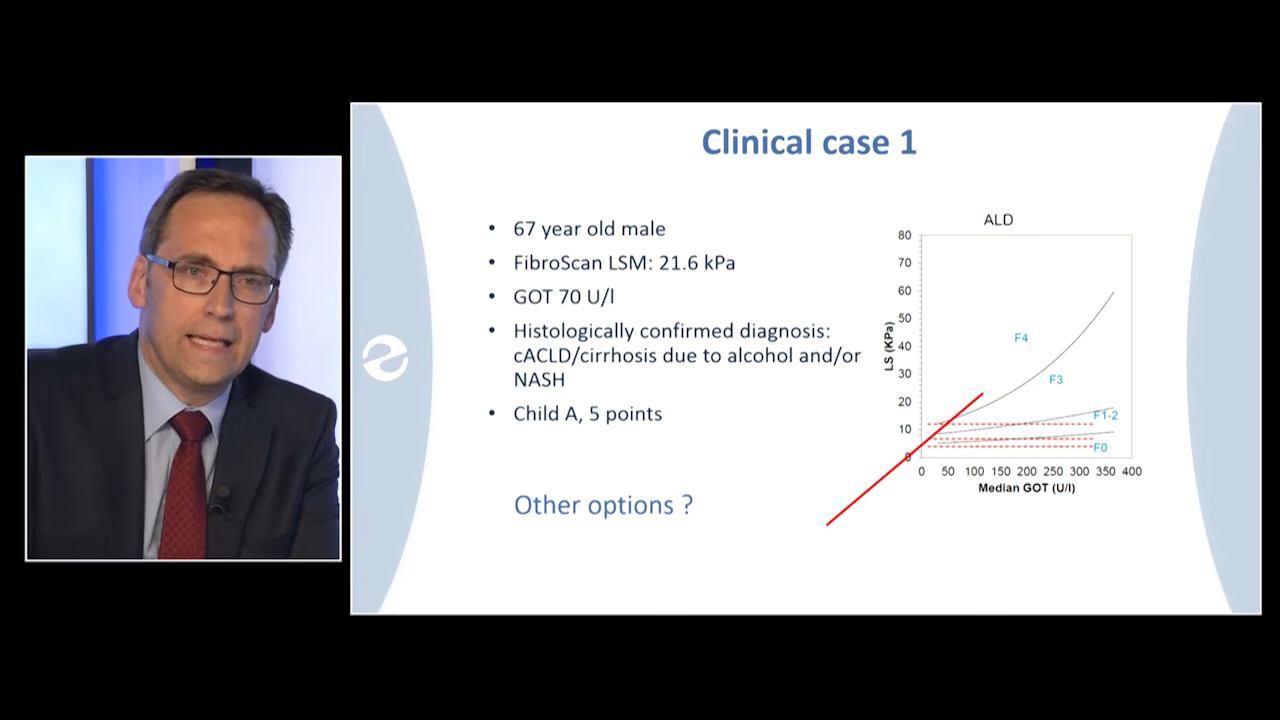 Clinical case 1
• 67 year old male
• FibroScan LSM: 21.6 kPa
• GOT 70 U/l
• Histologically confirmed diagnosis:
cACLD/cirrhosis due to alcohol and/or
NASH
• Child A, 5 points
Other options ?
ALD
80
70
60
50
40
30
20
10
0
LS (KPa)
F4
F3
F1-2
F0
0 50 100 150 200 250 300 350 400
Median GOT (U/l)